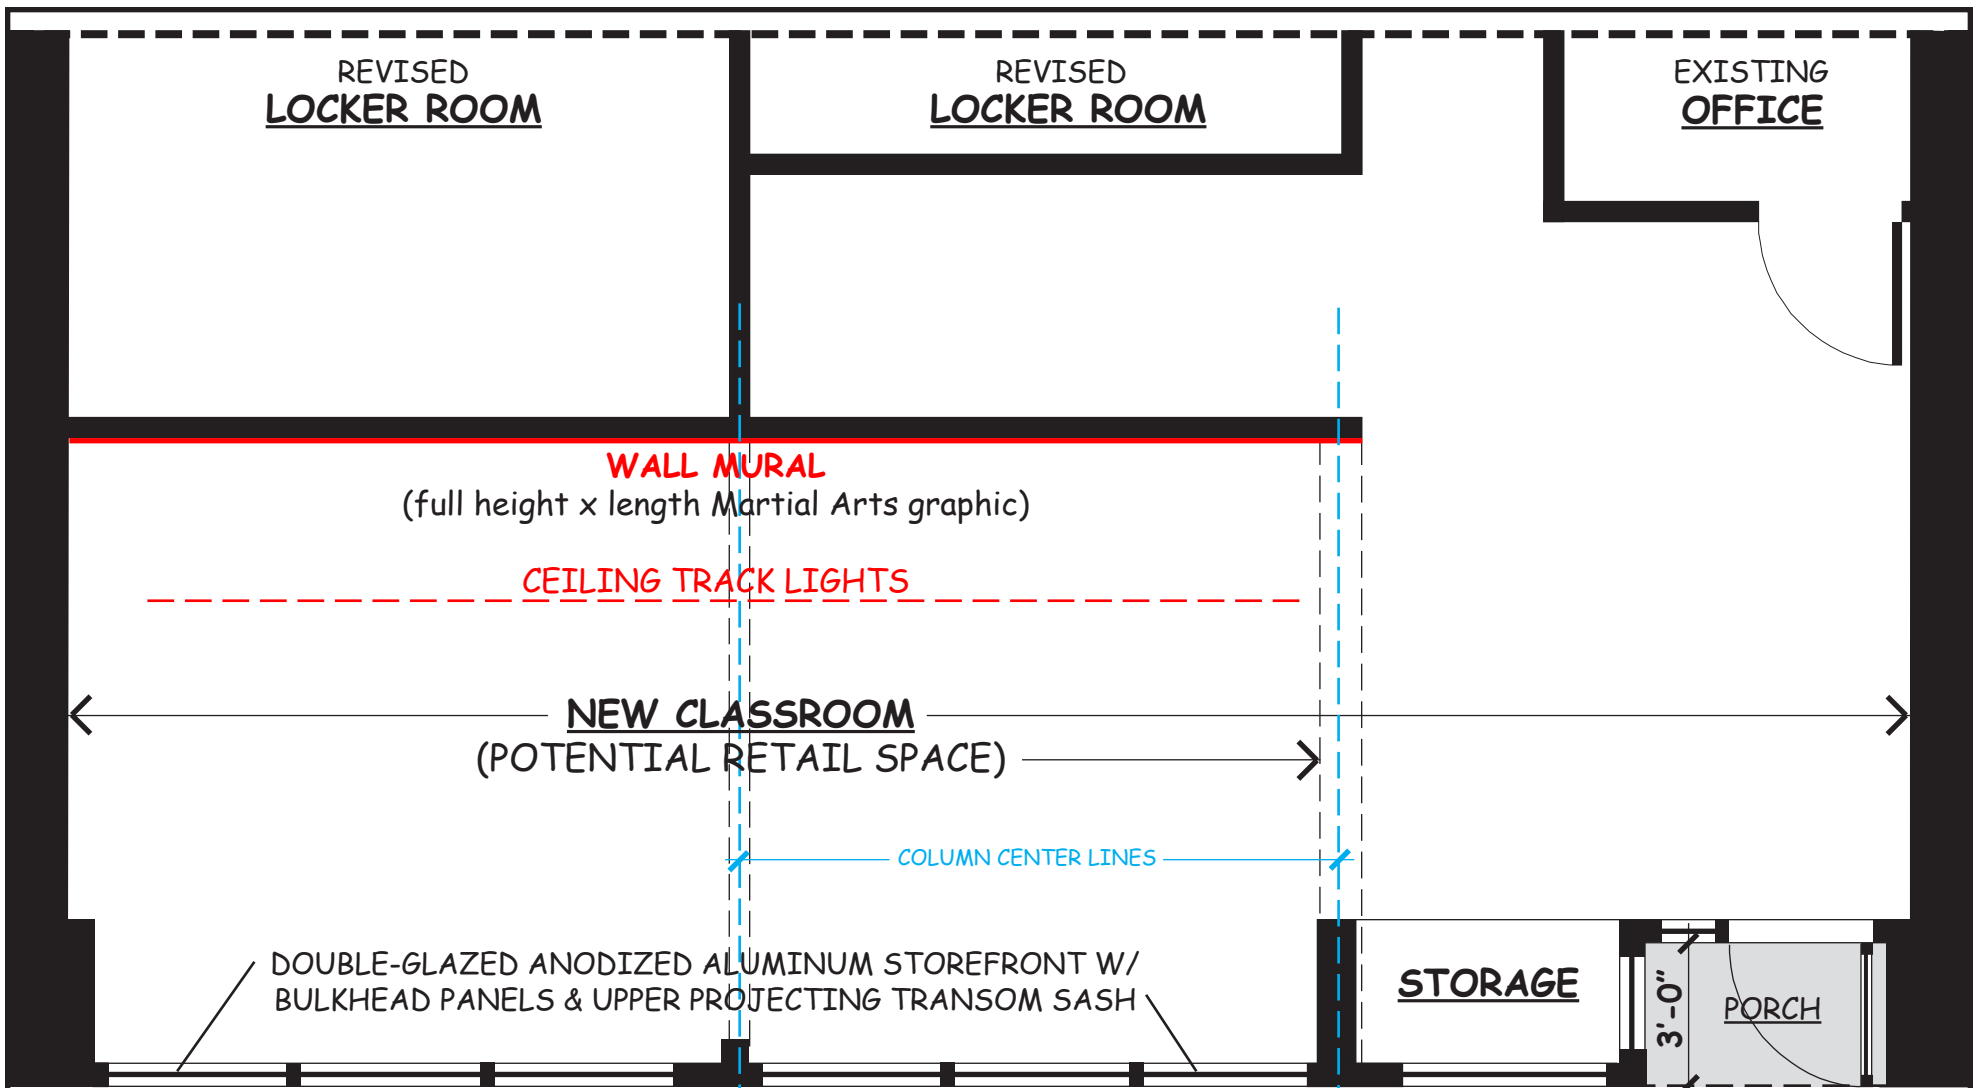 REVISED
LOCKER ROOM
REVISED
LOCKER ROOM
EXISTING
OFFICE
WALL MURAL
(full height x length Martial Arts graphic)
CEILING TRACK LIGHTS
NEW CLASSROOM
(POTENTIAL RETAIL SPACE)
COLUMN CENTER LINES
DOUBLE-GLAZED ANODIZED ALUMINUM STOREFRONT W/
BULKHEAD PANELS & UPPER PROJECTING TRANSOM SASH
STORAGE
3'-0"
PORCH